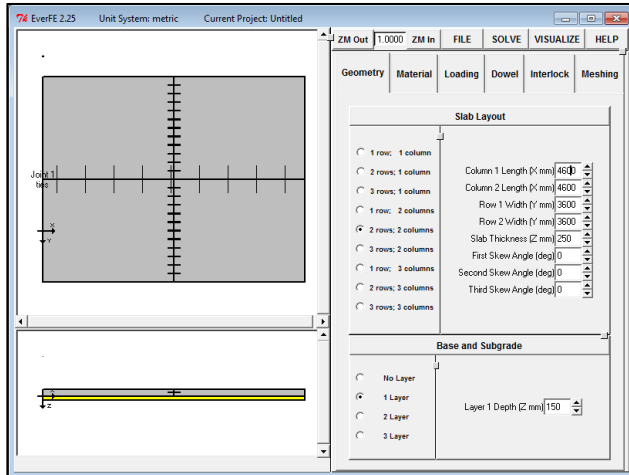 EverFE 2.25 Unit System: metric Current Project: Untitled
ZM Out 1.0000 ZM In FILE SOLVE VISUALIZE HELP
Geometry Material Loading Dowel Interlock Meshing
Slab Layout
1 row; 1 column
2 rows; 1 column
3 rows; 1 column
1 row; 2 columns
2 rows; 2 columns
3 rows; 2 columns
1 row; 3 columns
2 rows; 3 columns
3 rows; 3 columns
Column 1 Length (X mm) 4600
Column 2 Length (X mm) 4600
Row 1 Width (Y mm) 3600
Row 2 Width (Y mm) 3600
Slab Thickness (Z mm) 250
First Skew Angle (deg) 0
Second Skew Angle (deg) 0
Third Skew Angle (deg) 0
Base and Subgrade
No Layer
1 Layer
2 Layer
3 Layer
Layer 1 Depth (Z mm) 150
Joint 1
ties
X
Y
X
Z